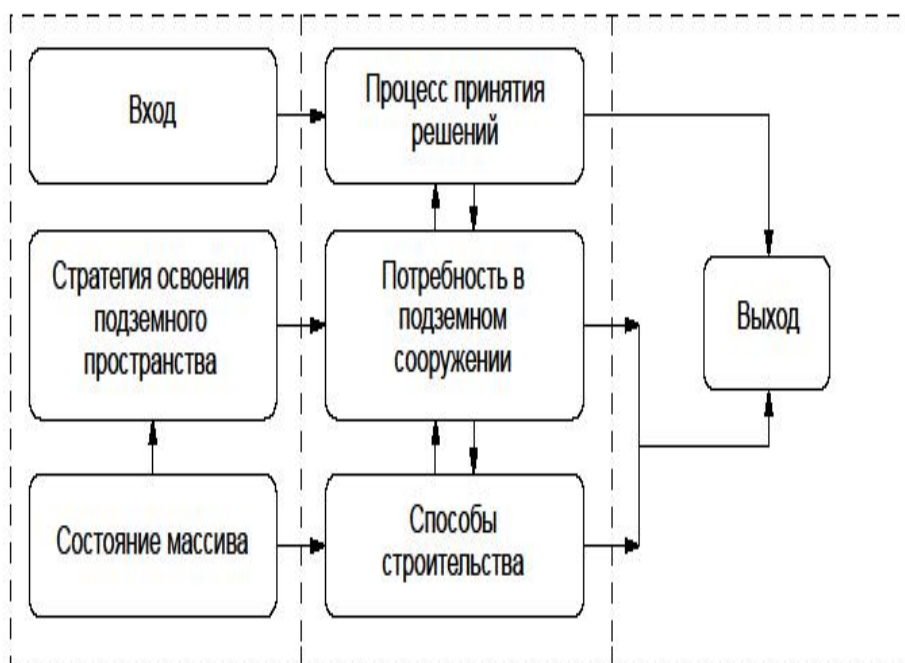 Вход
Процесс принятия
решений
Стратегия освоения
подземного
пространства
Потребность в
подземном
сооружении
Выход
Состояние массива
Способы
строительства